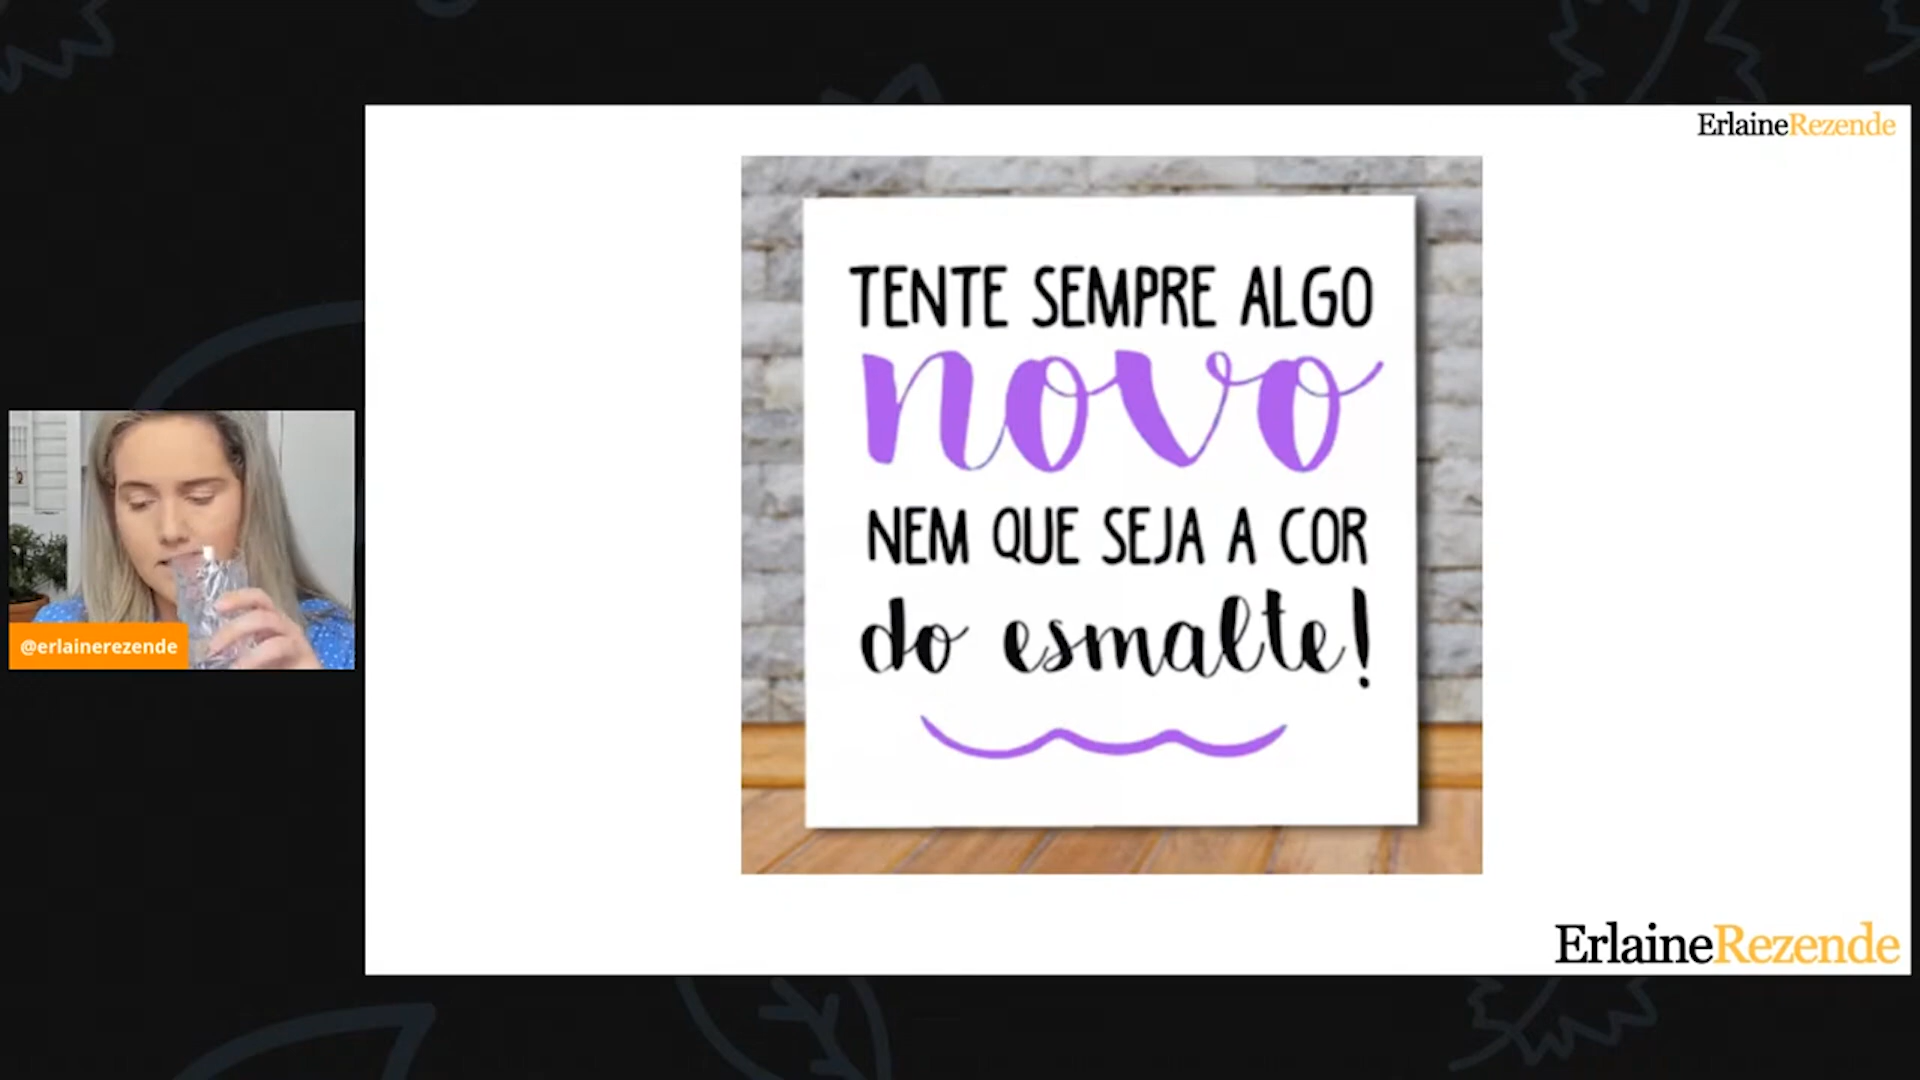 ErlaineRezende
TENTE SEMPRE ALGO
novo
NEM QUE SEJA A COR
do esmalte!
@erlainerezende
ErlaineRezende